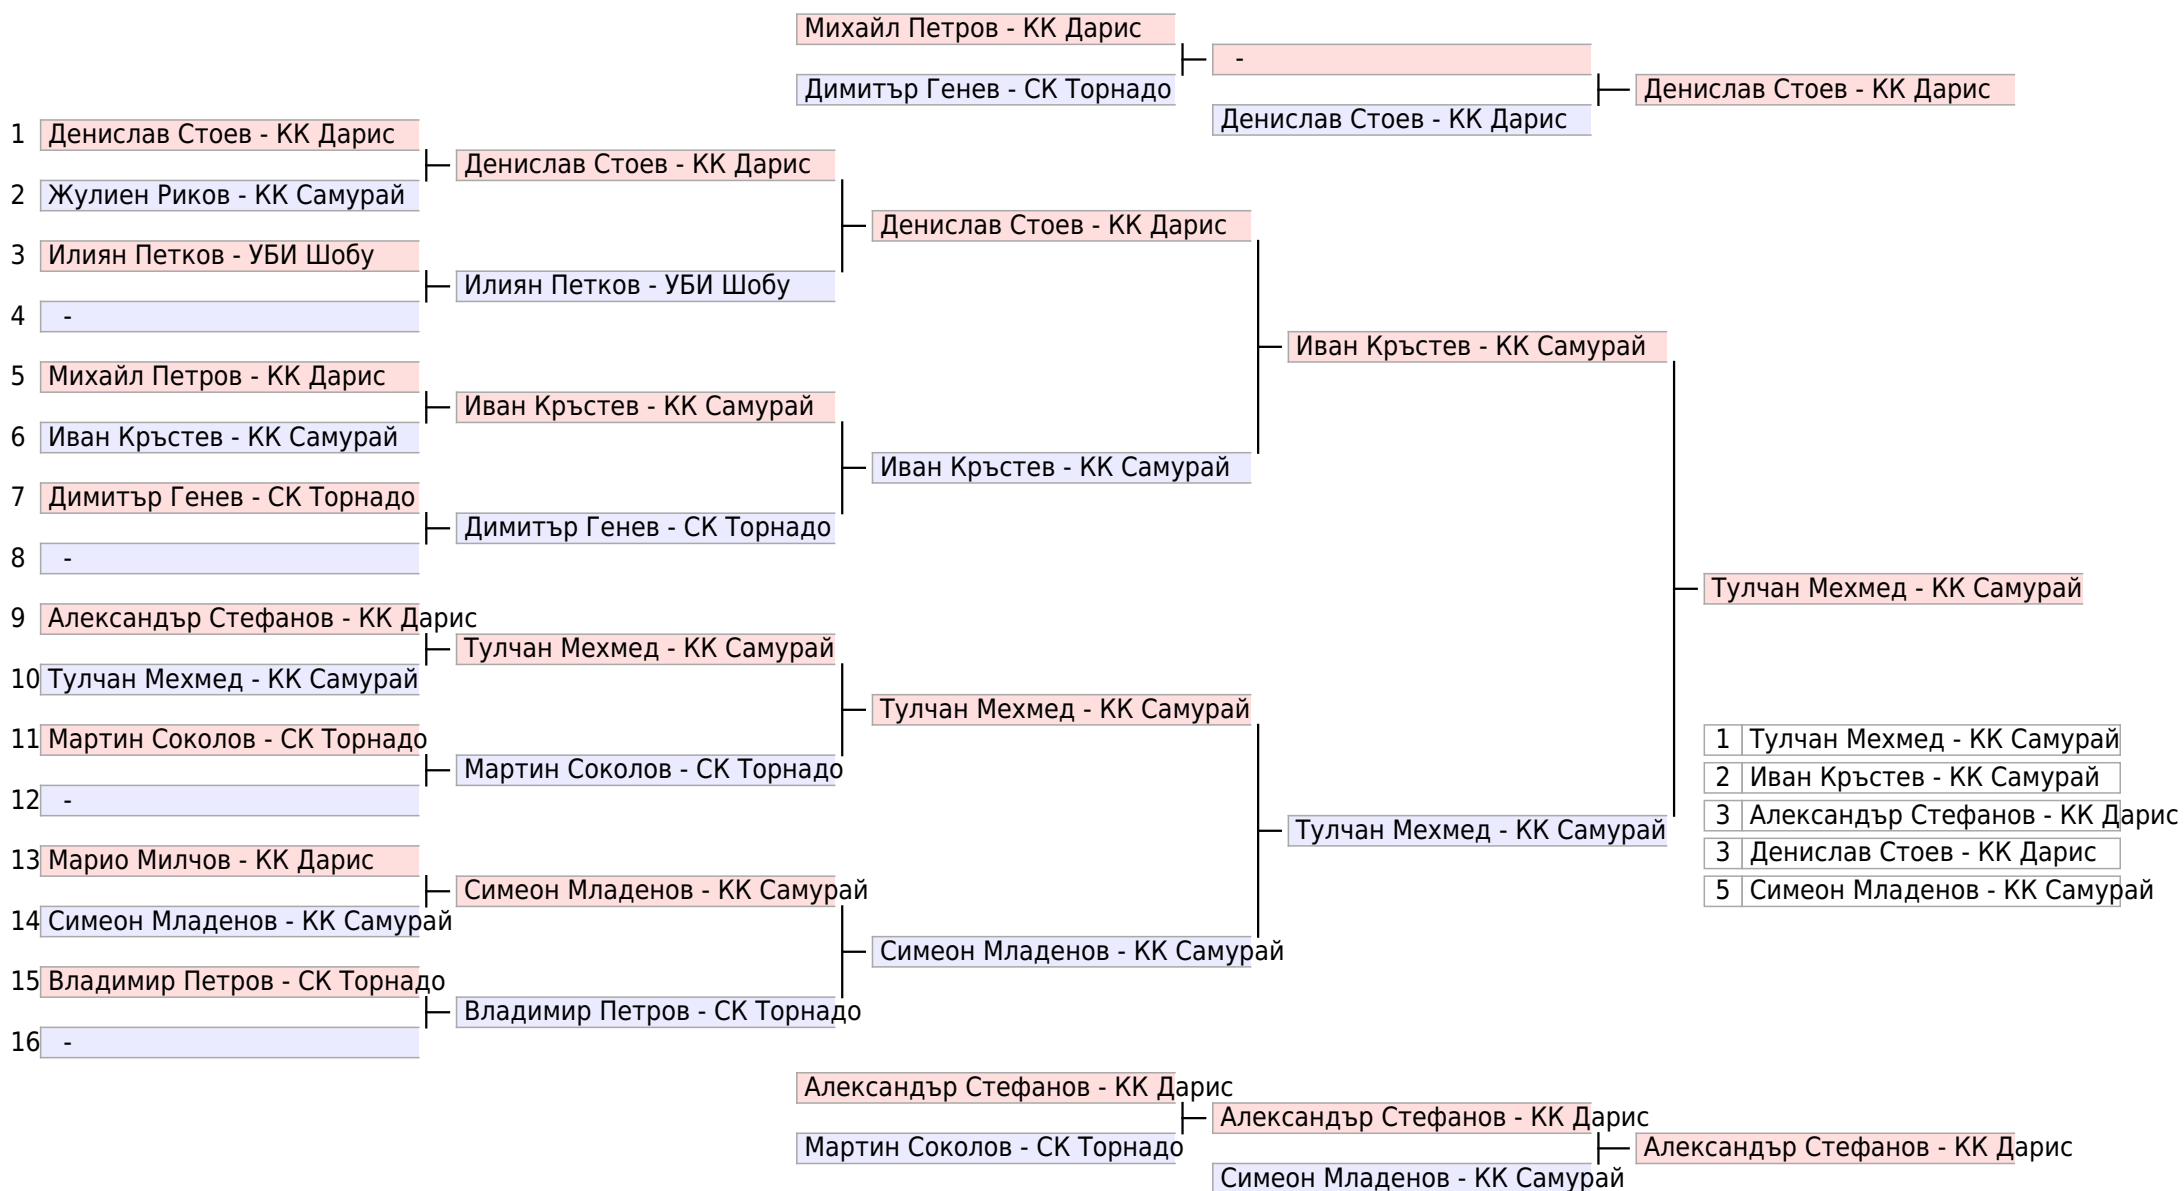 Михайл Петров - КК Дарис
-
Димитър Генев - СК Торнадо
Денислав Стоев - КК Дарис
Денислав Стоев - КК Дарис
1 Денислав Стоев - КК Дарис
Денислав Стоев - КК Дарис
2 Жулиен Риков - КК Самурай
Денислав Стоев - КК Дарис
3 Илиян Петков - УБИ Шобу
Илиян Петков - УБИ Шобу
4 -
Иван Кръстев - КК Самурай
5 Михайл Петров - КК Дарис
Иван Кръстев - КК Самурай
6 Иван Кръстев - КК Самурай
Иван Кръстев - КК Самурай
7 Димитър Генев - СК Торнадо
Димитър Генев - СК Торнадо
8 -
Тулчан Мехмед - КК Самурай
9 Александър Стефанов - КК Дарис
Тулчан Мехмед - КК Самурай
10 Тулчан Мехмед - КК Самурай
Тулчан Мехмед - КК Самурай
11 Мартин Соколов - СК Торнадо
Мартин Соколов - СК Торнадо
12 -
Тулчан Мехмед - КК Самурай
13 Марио Милчов - КК Дарис
Симеон Младенов - КК Самурай
14 Симеон Младенов - КК Самурай
Симеон Младенов - КК Самурай
15 Владимир Петров - СК Торнадо
Владимир Петров - СК Торнадо
16 -
1 Тулчан Мехмед - КК Самурай
2 Иван Кръстев - КК Самурай
3 Александър Стефанов - КК Дарис
3 Денислав Стоев - КК Дарис
5 Симеон Младенов - КК Самурай
Александър Стефанов - КК Дарис
Александър Стефанов - КК Дарис
Мартин Соколов - СК Торнадо
Александър Стефанов - КК Дарис
Симеон Младенов - КК Самурай